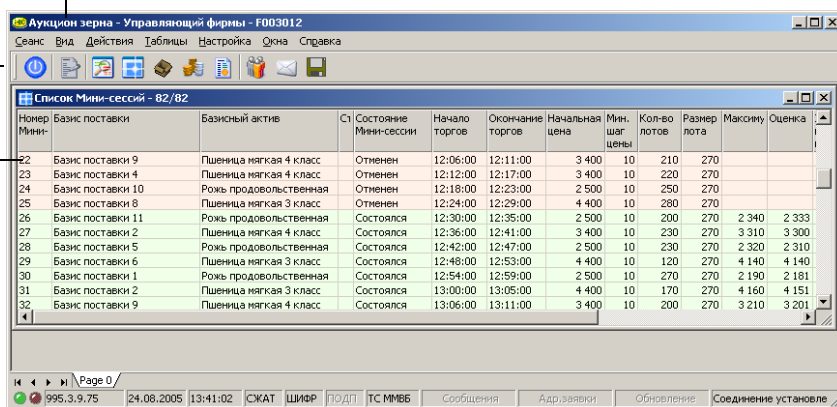 Аукцион зерна - Управляющий фирмы - F003012
Сеанс Вид Действия Таблицы Настройка Окна Справка
Список Мини-сессий - 82/82
Номер Мини- Базис поставки Базисный актив Ст Состояние Мини-сессии Начало торгов Окончание торгов Начальная цена Мин. шаг цены Кол-во лотов Размер лота Максиму Оценка
22 Базис поставки 9 Пшеница мягкая 4 класс Отменен 12:06:00 12:11:00 3 400 10 210 270
23 Базис поставки 4 Пшеница мягкая 4 класс Отменен 12:12:00 12:17:00 3 400 10 220 270
24 Базис поставки 10 Рожь продовольственная Отменен 12:18:00 12:23:00 2 500 10 250 270
25 Базис поставки 8 Пшеница мягкая 3 класс Отменен 12:24:00 12:29:00 4 400 10 280 270
26 Базис поставки 11 Рожь продовольственная Состоялся 12:30:00 12:35:00 2 500 10 200 270 2 340 2 333
27 Базис поставки 2 Пшеница мягкая 4 класс Состоялся 12:36:00 12:41:00 3 400 10 230 270 3 310 3 300
28 Базис поставки 5 Рожь продовольственная Состоялся 12:42:00 12:47:00 2 500 10 230 270 2 320 2 310
29 Базис поставки 6 Пшеница мягкая 3 класс Состоялся 12:48:00 12:53:00 4 400 10 120 270 4 140 4 140
30 Базис поставки 1 Рожь продовольственная Состоялся 12:54:00 12:59:00 2 500 10 270 270 2 190 2 181
31 Базис поставки 2 Пшеница мягкая 3 класс Состоялся 13:00:00 13:05:00 4 400 10 170 270 4 160 4 151
32 Базис поставки 9 Пшеница мягкая 4 класс Состоялся 13:06:00 13:11:00 3 400 10 200 270 3 210 3 201
Page 0
995.3.9.75 24.08.2005 13:41:02 СЖАТ ШИФР ПОДП ТС ММВБ Сообщения Адр.заявки Обновление Соединение установле